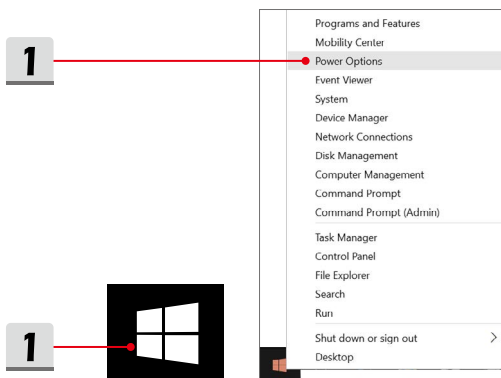 1
Programs and Features
Mobility Center
Power Options
Event Viewer
System
Device Manager
Network Connections
Disk Management
Computer Management
Command Prompt
Command Prompt (Admin)
Task Manager
Control Panel
File Explorer
Search
Run
Shut down or sign out
Desktop
1